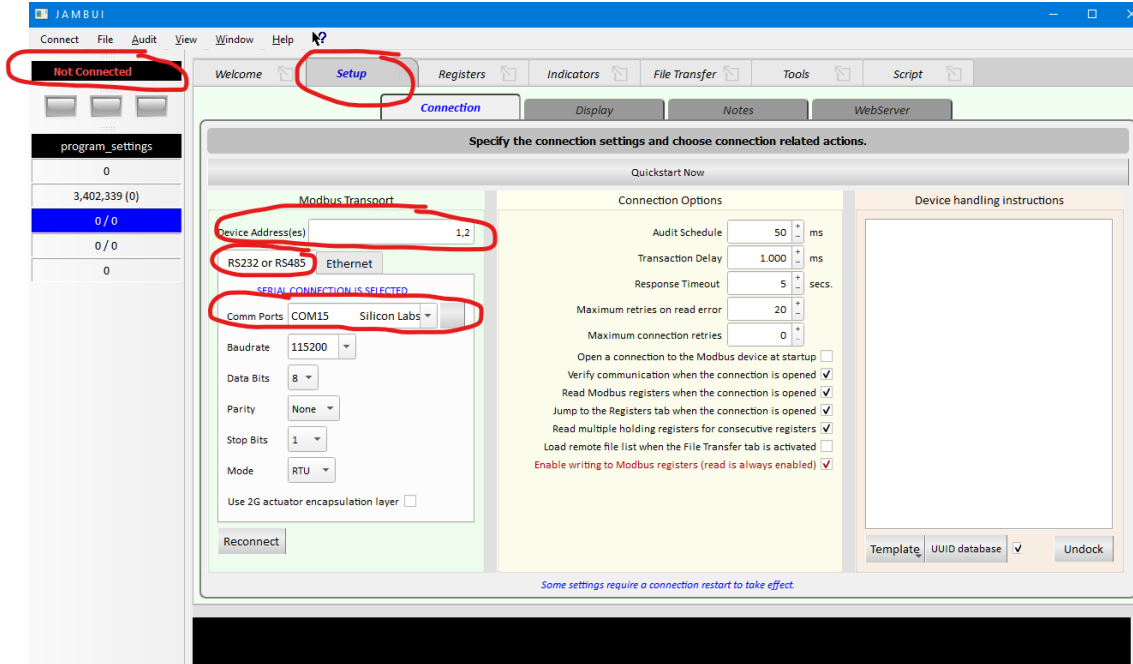 JAMBUI
Connect File Audit View Window Help
Not Connected
Welcome Setup Registers Indicators File Transfer Tools Script
Connection Display Notes WebServer
program_settings
0
3,402,339 (0)
0 / 0
0 / 0
0
Specify the connection settings and choose connection related actions.
Quickstart Now
Modbus Transport
Device Address(es) 1,2
RS232 or RS485 Ethernet
SERIAL CONNECTION IS SELECTED
Comm Ports COM15 Silicon Labs
Baudrate 115200
Data Bits 8
Parity None
Stop Bits 1
Mode RTU
Use 2G actuator encapsulation layer
Reconnect
Connection Options
Audit Schedule 50 ms
Transaction Delay 1.000 ms
Response Timeout 5 secs.
Maximum retries on read error 20
Maximum connection retries 0
Open a connection to the Modbus device at startup
Verify communication when the connection is opened
Read Modbus registers when the connection is opened
Jump to the Registers tab when the connection is opened
Read multiple holding registers for consecutive registers
Load remote file list when the File Transfer tab is activated
Enable writing to Modbus registers (read is always enabled)
Device handling instructions
Template UUID database Undock
Some settings require a connection restart to take effect.